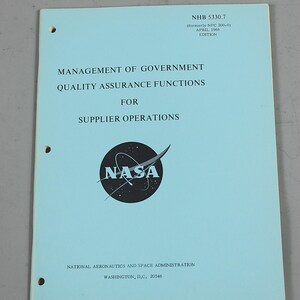 NHB 5330.7
APRIL, 1966
EDITION
MANAGEMENT OF GOVERNMENT
QUALITY ASSURANCE FUNCTIONS
FOR
SUPPLIER OPERATIONS
NASA
NATIONAL AERONAUTICS AND SPACE ADMINISTRATION
WASHINGTON, D.C. 20546